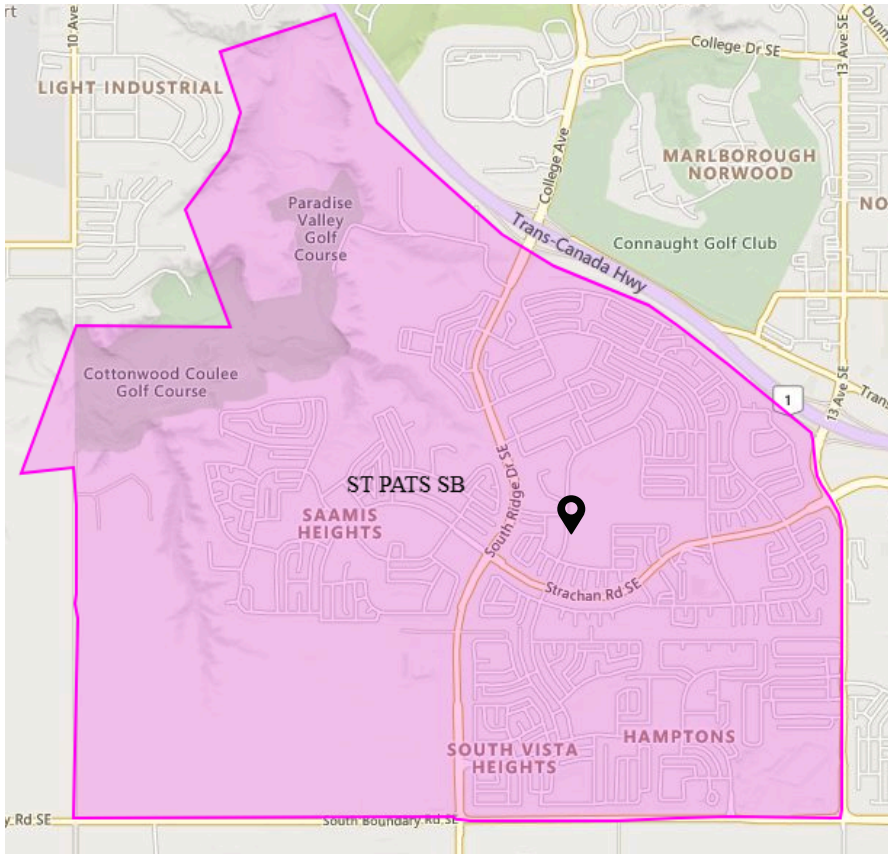 rt
10 Ave
LIGHT INDUSTRIAL
College Dr SE
13 Ave SE
Dunm
College Ave
MARLBOROUGH
NORWOOD
NO
Paradise
Valley
Golf
Course
Trans-Canada Hwy
Connaught Golf Club
Cottonwood Coulee
Golf Course
1
Trans
13 Ave SE
ST PATS SB
SAAMIS
HEIGHTS
South Ridge Dr SE
Strachan Rd SE
SOUTH VISTA
HEIGHTS
HAMPTONS
y Rd SE
South Boundary Rd SE